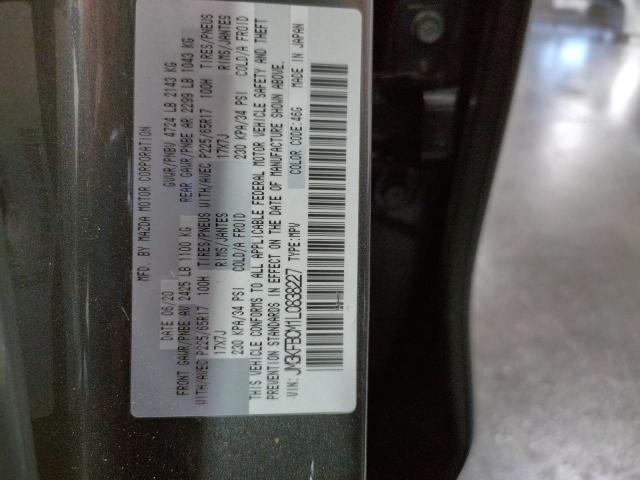 MFD. BY MAZDA MOTOR CORPORATION
DATE 06/20 GVWR/PNBV 4724 LB 2143 KG
FRONT GAWR/PNBE AV 2425 LB 1100 KG REAR GAWR/PNBE AR 2299 LB 1043 KG
WITH/AVEC P225/65R17 100H TIRES/PNEUS WITH/AVEC P225/65R17 100H TIRES/PNEUS
17X7J RIMS/JANTES 17X7J RIMS/JANTES
230 KPA/34 PSI COLD/A FROID 230 KPA/34 PSI COLD/A FROID
THIS VEHICLE CONFORMS TO ALL APPLICABLE FEDERAL MOTOR VEHICLE SAFETY AND THEFT
PREVENTION STANDARDS IN EFFECT ON THE DATE OF MANUFACTURE SHOWN ABOVE.
VIN: JM3KFBCM1L0838227 TYPE:MPV COLOR CODE:46G MADE IN JAPAN